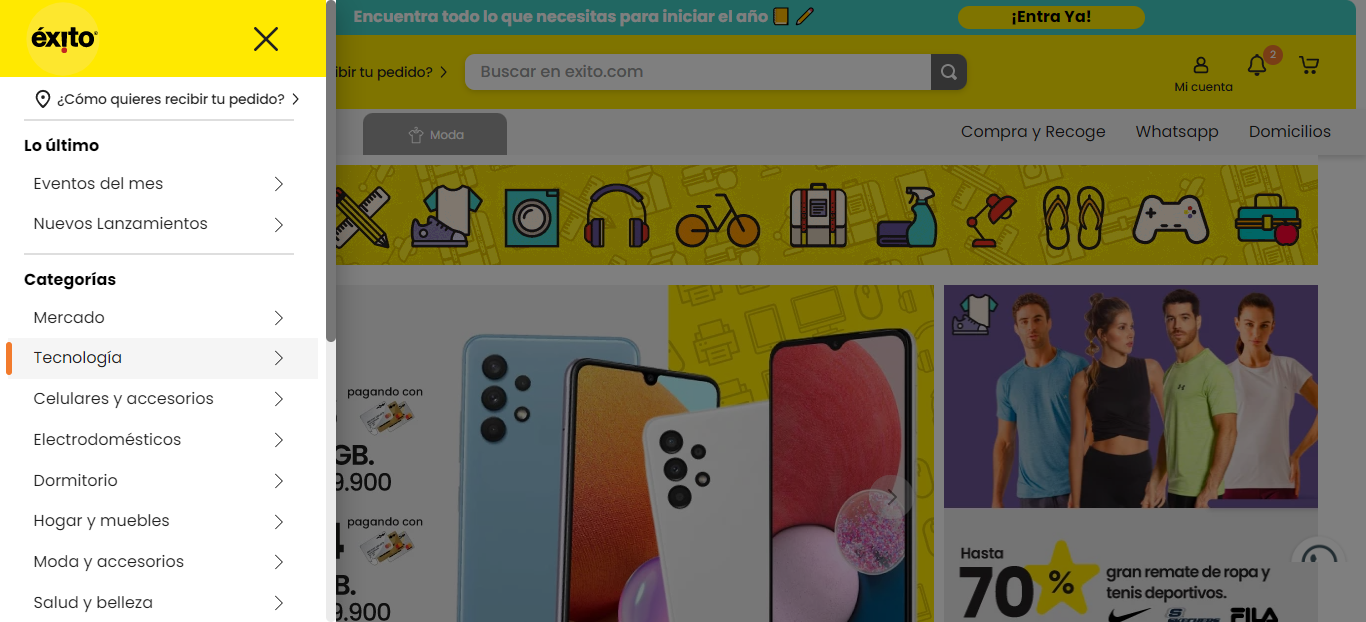 éxito
¿Cómo quieres recibir tu pedido?
Lo último
Eventos del mes
Nuevos Lanzamientos
Categorías
Mercado
Tecnología
Celulares y accesorios
Electrodomésticos
Dormitorio
Hogar y muebles
Moda y accesorios
Salud y belleza
Encuentra todo lo que necesitas para iniciar el año
¡Entra Ya!
ibir tu pedido?
Buscar en exito.com
2
Mi cuenta
Moda
Compra y Recoge
Whatsapp
Domicilios
pagando con
GB.
9.900
pagando con
B.
9.900
Hasta
70%
gran remate de ropa y
tenis deportivos.
SKECHERS
FILA